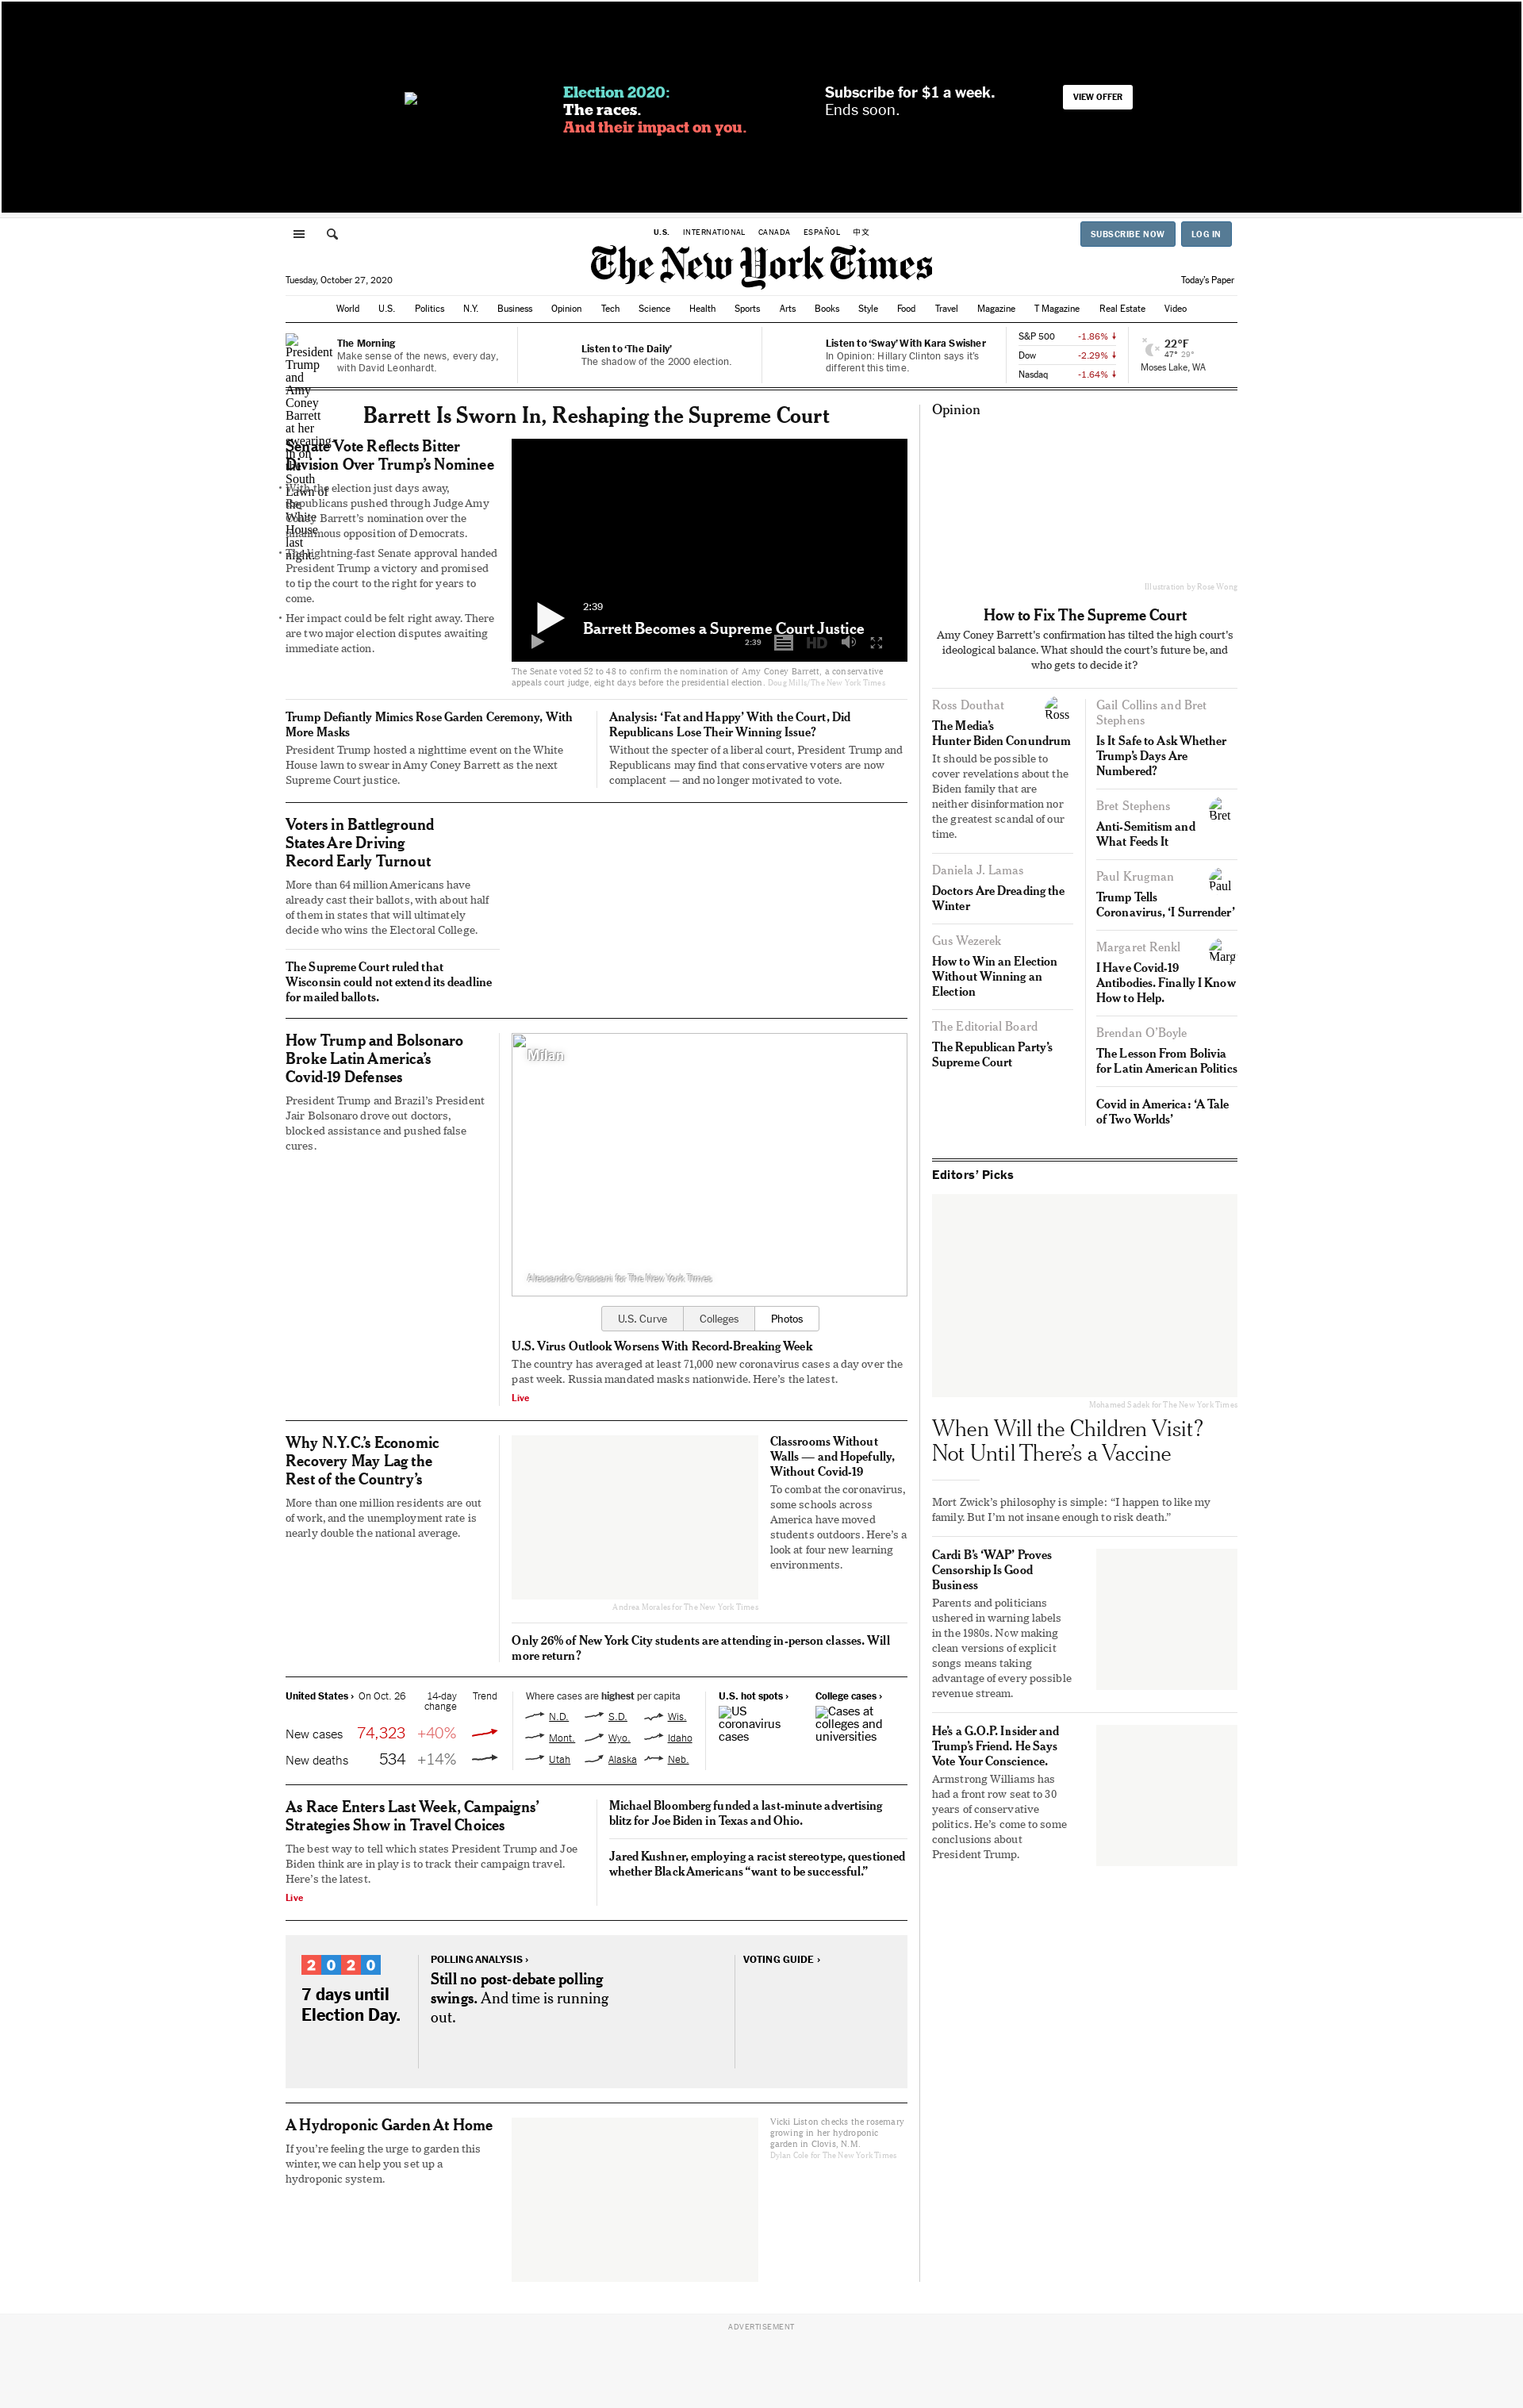 Election 2020:
The races.
And their impact on you.
Subscribe for $1 a week.
Ends soon.
VIEW OFFER
U.S. INTERNATIONAL CANADA ESPAÑOL 中文
SUBSCRIBE NOW LOG IN
The New York Times
Tuesday, October 27, 2020
Today's Paper
World U.S. Politics N.Y. Business Opinion Tech Science Health Sports Arts Books Style Food Travel Magazine T Magazine Real Estate Video
President
Trump
and
Amy
Coney
Barrett
at her
swearing-
in on
the
South
Lawn of
the
White
House
last
night.
The Morning
Make sense of the news, every day,
with David Leonhardt.
Listen to ‘The Daily’
The shadow of the 2000 election.
Listen to ‘Sway’ With Kara Swisher
In Opinion: Hillary Clinton says it’s
different this time.
S&P 500 -1.86%
Dow -2.29%
Nasdaq -1.64%
22°F
47° 29°
Moses Lake, WA
Barrett Is Sworn In, Reshaping the Supreme Court
Senate Vote Reflects Bitter
Division Over Trump’s Nominee
• With the election just days away,
Republicans pushed through Judge Amy
Coney Barrett’s nomination over the
unanimous opposition of Democrats.
• The lightning-fast Senate approval handed
President Trump a victory and promised
to tip the court to the right for years to
come.
• Her impact could be felt right away. There
are two major election disputes awaiting
immediate action.
2:39
Barrett Becomes a Supreme Court Justice
2:39 HD
The Senate voted 52 to 48 to confirm the nomination of Amy Coney Barrett, a conservative
appeals court judge, eight days before the presidential election. Doug Mills/The New York Times
Trump Defiantly Mimics Rose Garden Ceremony, With
More Masks
President Trump hosted a nighttime event on the White
House lawn to swear in Amy Coney Barrett as the next
Supreme Court justice.
Analysis: ‘Fat and Happy’ With the Court, Did
Republicans Lose Their Winning Issue?
Without the specter of a liberal court, President Trump and
Republicans may find that conservative voters are now
complacent — and no longer motivated to vote.
Voters in Battleground
States Are Driving
Record Early Turnout
More than 64 million Americans have
already cast their ballots, with about half
of them in states that will ultimately
decide who wins the Electoral College.
The Supreme Court ruled that
Wisconsin could not extend its deadline
for mailed ballots.
How Trump and Bolsonaro
Broke Latin America’s
Covid-19 Defenses
President Trump and Brazil’s President
Jair Bolsonaro drove out doctors,
blocked assistance and pushed false
cures.
Milan
Alessandro Grassani for The New York Times
U.S. Curve Colleges Photos
U.S. Virus Outlook Worsens With Record-Breaking Week
The country has averaged at least 71,000 new coronavirus cases a day over the
past week. Russia mandated masks nationwide. Here’s the latest.
Live
Why N.Y.C.’s Economic
Recovery May Lag the
Rest of the Country’s
More than one million residents are out
of work, and the unemployment rate is
nearly double the national average.
Andrea Morales for The New York Times
Classrooms Without
Walls — and Hopefully,
Without Covid-19
To combat the coronavirus,
some schools across
America have moved
students outdoors. Here’s a
look at four new learning
environments.
Only 26% of New York City students are attending in-person classes. Will
more return?
United States › On Oct. 26 14-day
change Trend
New cases 74,323 +40%
New deaths 534 +14%
Where cases are highest per capita
N.D. S.D. Wis.
Mont. Wyo. Idaho
Utah Alaska Neb.
U.S. hot spots ›
US
coronavirus
cases
College cases ›
Cases at
colleges and
universities
As Race Enters Last Week, Campaigns’
Strategies Show in Travel Choices
The best way to tell which states President Trump and Joe
Biden think are in play is to track their campaign travel.
Here’s the latest.
Live
Michael Bloomberg funded a last-minute advertising
blitz for Joe Biden in Texas and Ohio.
Jared Kushner, employing a racist stereotype, questioned
whether Black Americans “want to be successful.”
2020
7 days until
Election Day.
POLLING ANALYSIS ›
Still no post-debate polling
swings. And time is running
out.
VOTING GUIDE ›
A Hydroponic Garden At Home
If you’re feeling the urge to garden this
winter, we can help you set up a
hydroponic system.
Vicki Liston checks the rosemary
growing in her hydroponic
garden in Clovis, N.M.
Dylan Cole for The New York Times
Opinion
Illustration by Rose Wong
How to Fix The Supreme Court
Amy Coney Barrett’s confirmation has tilted the high court’s
ideological balance. What should the court’s future be, and
who gets to decide it?
Ross Douthat
Ross
The Media’s
Hunter Biden Conundrum
It should be possible to
cover revelations about the
Biden family that are
neither disinformation nor
the greatest scandal of our
time.
Daniela J. Lamas
Doctors Are Dreading the
Winter
Gus Wezerek
How to Win an Election
Without Winning an
Election
The Editorial Board
The Republican Party’s
Supreme Court
Gail Collins and Bret
Stephens
Is It Safe to Ask Whether
Trump’s Days Are
Numbered?
Bret Stephens
Bret
Anti-Semitism and
What Feeds It
Paul Krugman
Paul
Trump Tells
Coronavirus, ‘I Surrender’
Margaret Renkl
Marg
I Have Covid-19
Antibodies. Finally I Know
How to Help.
Brendan O’Boyle
The Lesson From Bolivia
for Latin American Politics
Covid in America: ‘A Tale
of Two Worlds’
Editors’ Picks
Mohamed Sadek for The New York Times
When Will the Children Visit?
Not Until There’s a Vaccine
Mort Zwick’s philosophy is simple: “I happen to like my
family. But I’m not insane enough to risk death.”
Cardi B’s ‘WAP’ Proves
Censorship Is Good
Business
Parents and politicians
ushered in warning labels
in the 1980s. Now making
clean versions of explicit
songs means taking
advantage of every possible
revenue stream.
He’s a G.O.P. Insider and
Trump’s Friend. He Says
Vote Your Conscience.
Armstrong Williams has
had a front row seat to 30
years of conservative
politics. He’s come to some
conclusions about
President Trump.
ADVERTISEMENT